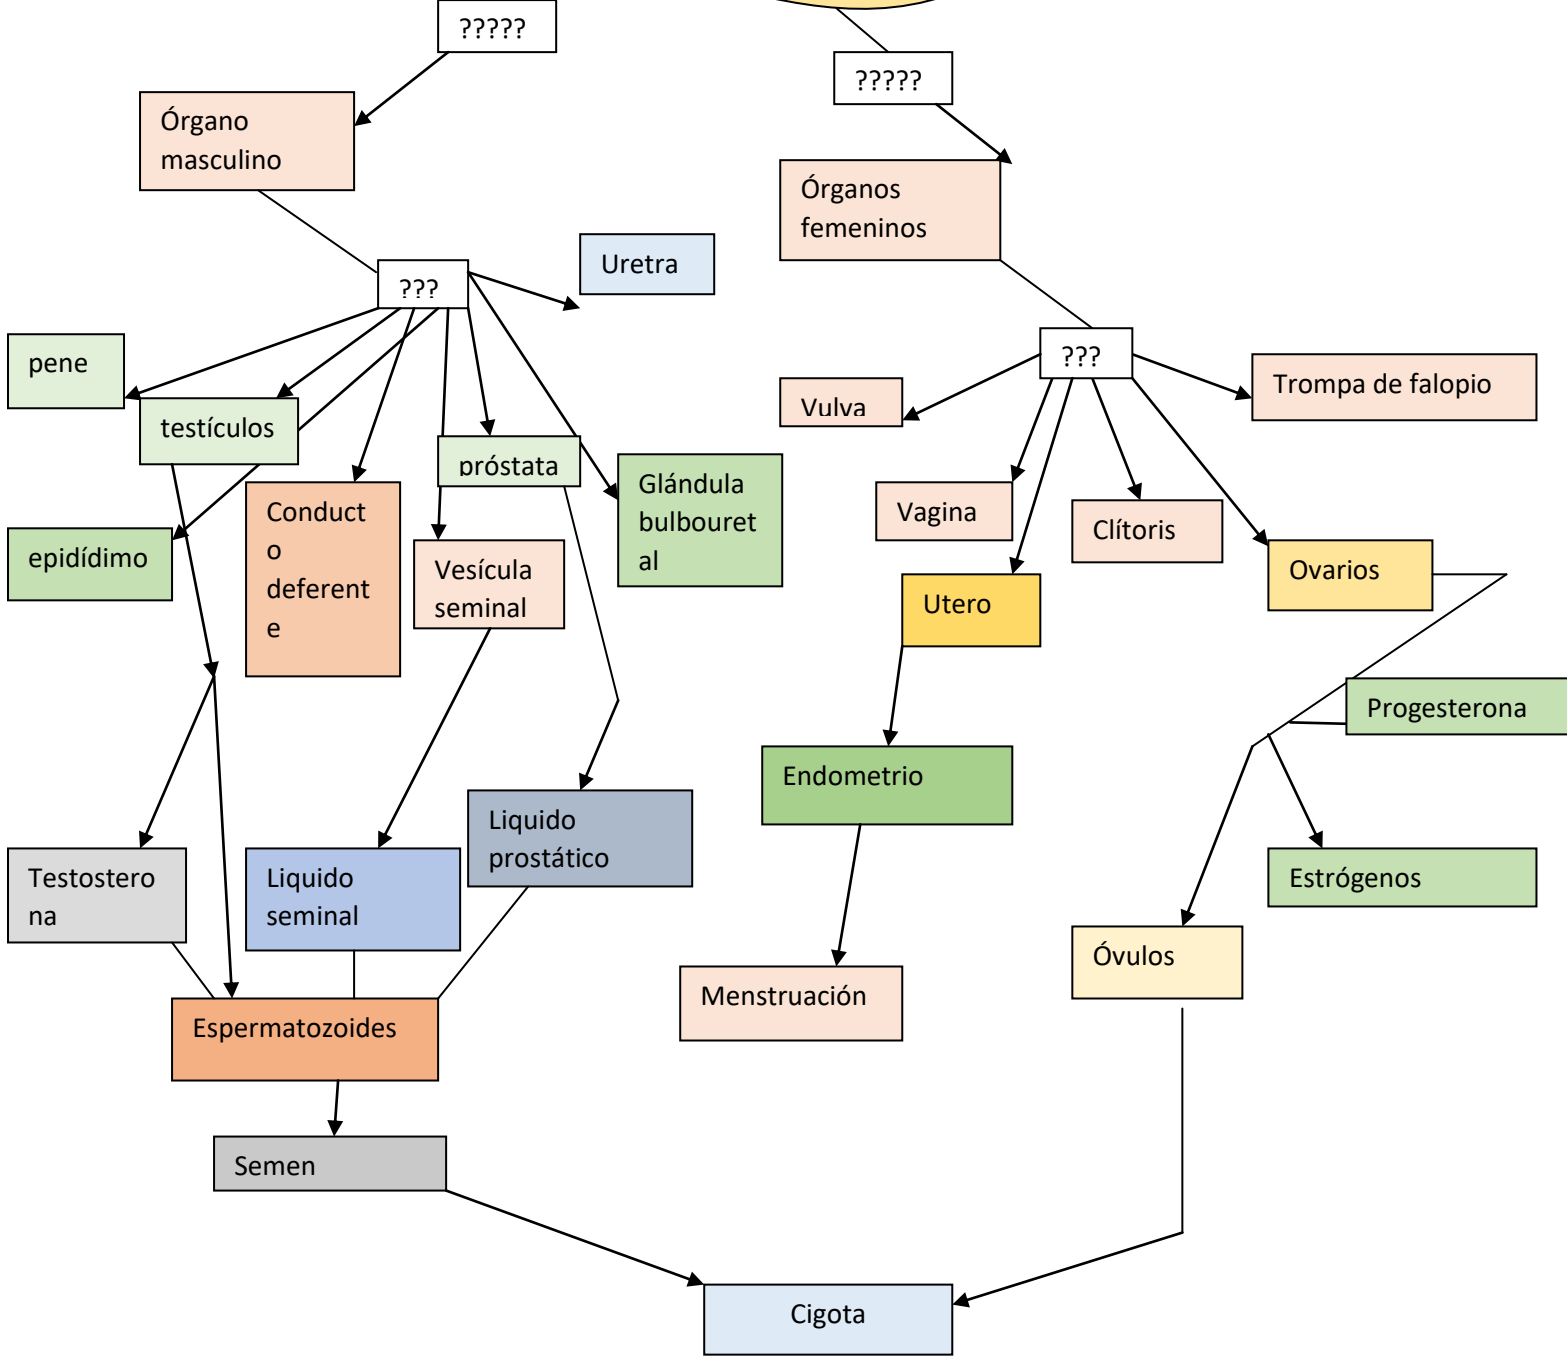 ?????
?????
Órgano
masculino
Órganos
femeninos
Uretra
???
???
pene
Trompa de falopio
Vulva
testículos
próstata
Glándula
bulbouret
al
Vagina
Clítoris
Conduct
o
deferent
e
epidídimo
Vesícula
seminal
Ovarios
Utero
Progesterona
Endometrio
Liquido
prostático
Testostero
na
Liquido
seminal
Estrógenos
Óvulos
Menstruación
Espermatozoides
Semen
Cigota